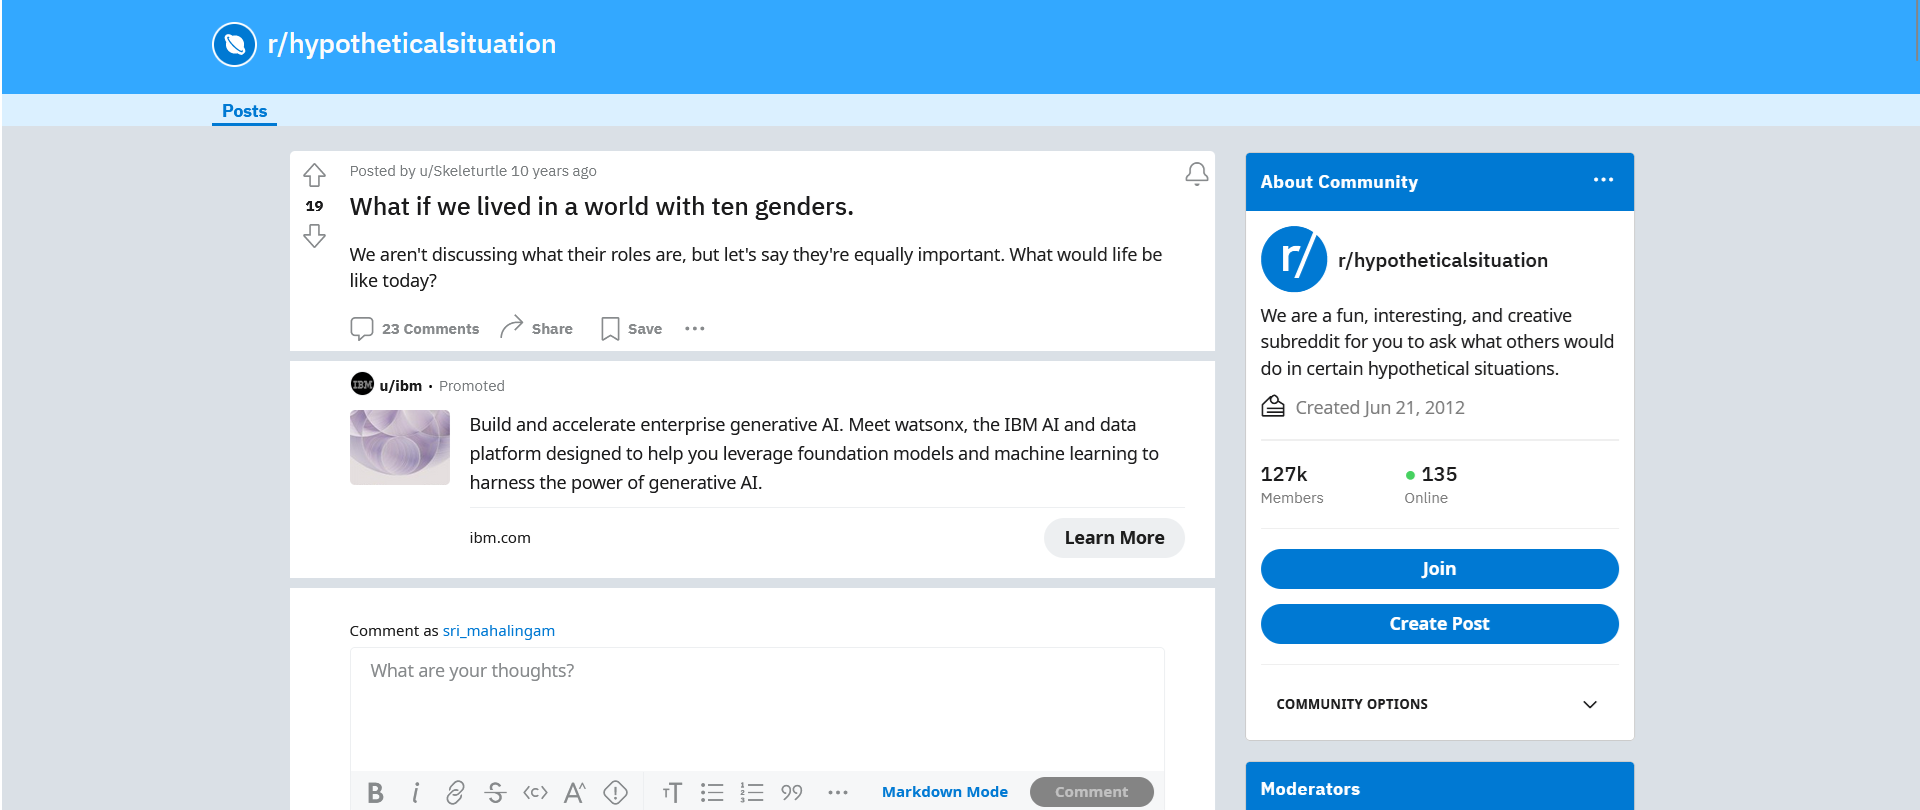 r/hypotheticalsituation
Posts
Posted by u/Skeleturtle 10 years ago
19
What if we lived in a world with ten genders.
We aren't discussing what their roles are, but let's say they're equally important. What would life be
like today?
23 Comments Share Save
IBM u/ibm • Promoted
Build and accelerate enterprise generative AI. Meet watsonx, the IBM AI and data
platform designed to help you leverage foundation models and machine learning to
harness the power of generative AI.
ibm.com Learn More
Comment as sri_mahalingam
What are your thoughts?
Markdown Mode Comment
About Community
r/ r/hypotheticalsituation
We are a fun, interesting, and creative
subreddit for you to ask what others would
do in certain hypothetical situations.
Created Jun 21, 2012
127k 135
Members Online
Join
Create Post
COMMUNITY OPTIONS
Moderators